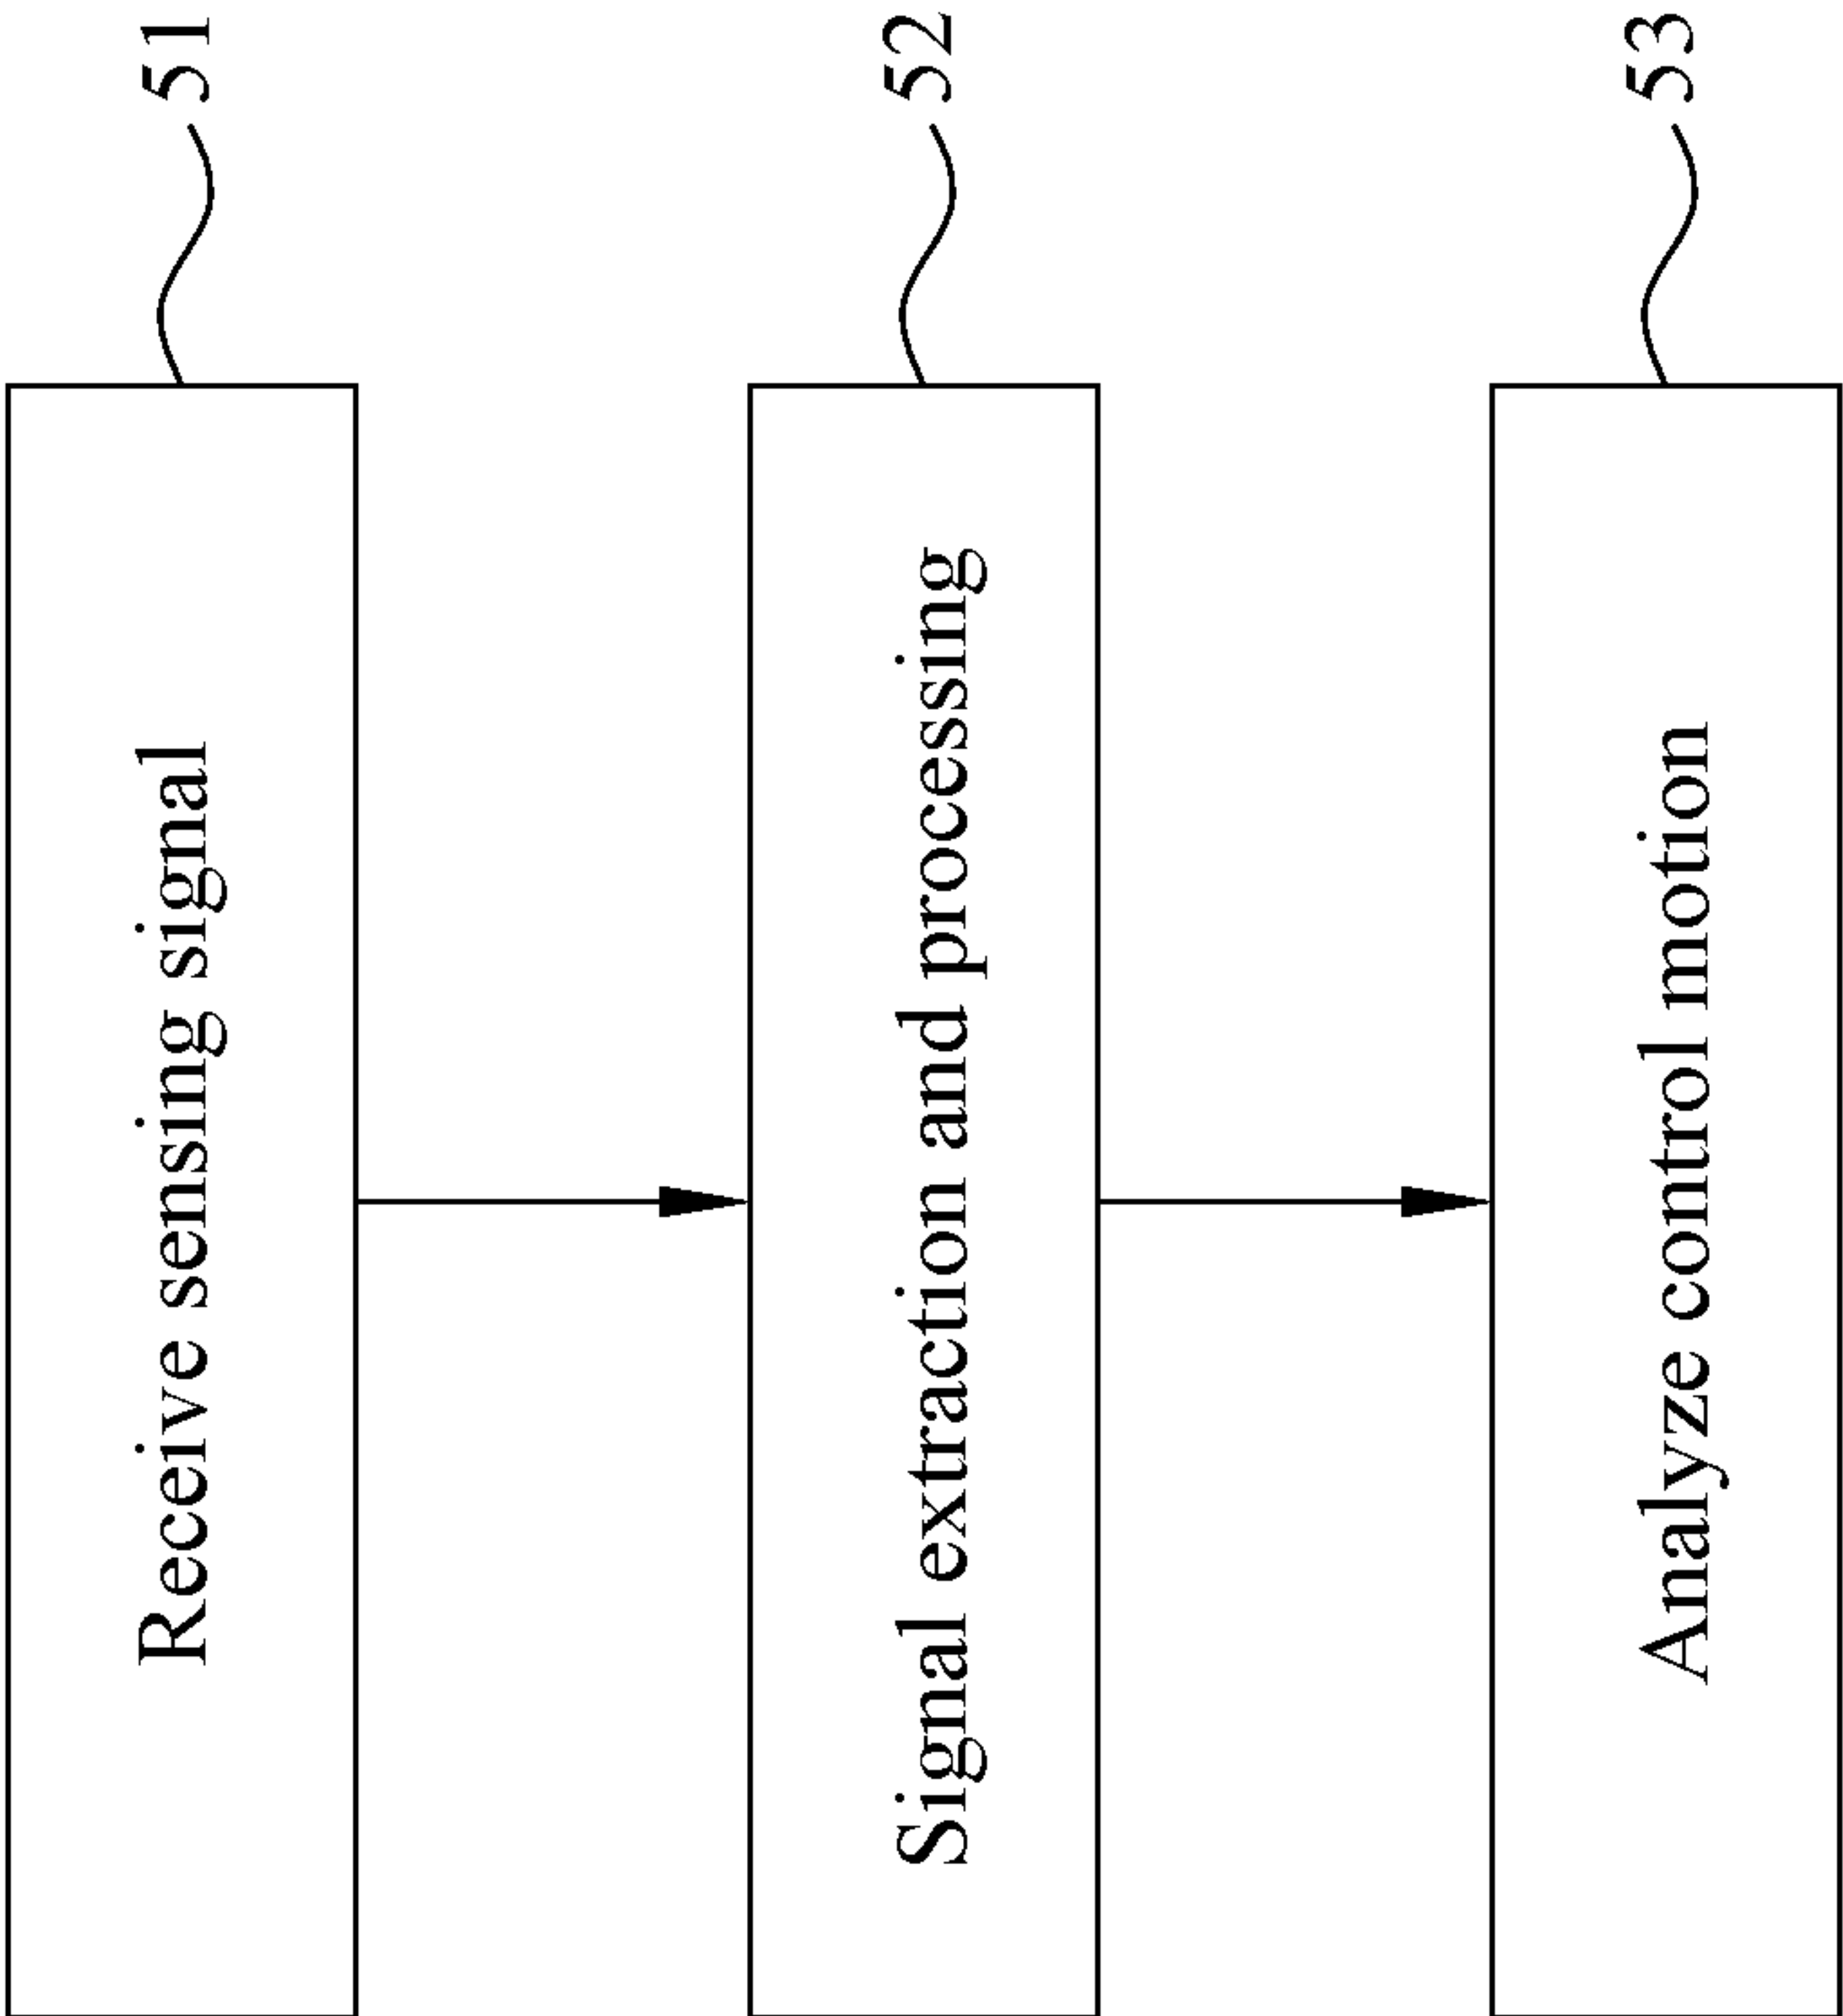 Receive sensing signal
51
Signal extraction and processing
52
Analyze control motion
53